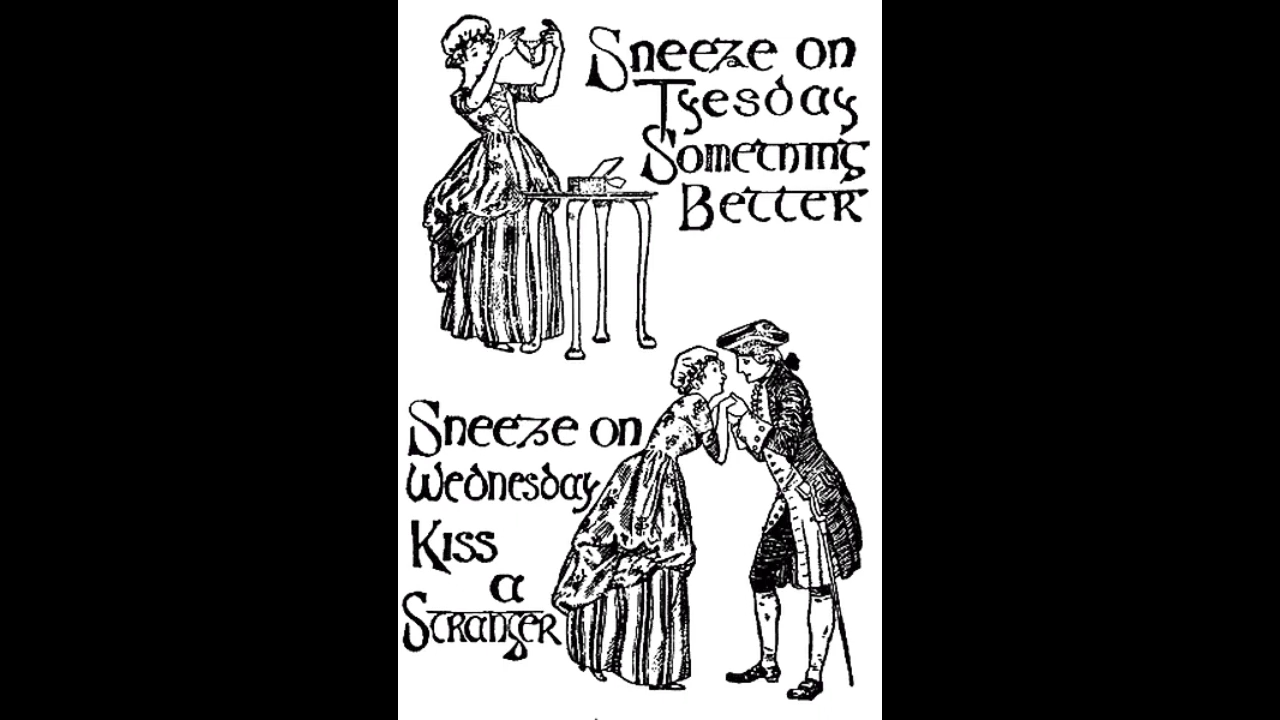 Sneeze on
Tuesday
Something
Better
Sneeze on
Wednesday
Kiss
a
Stranger